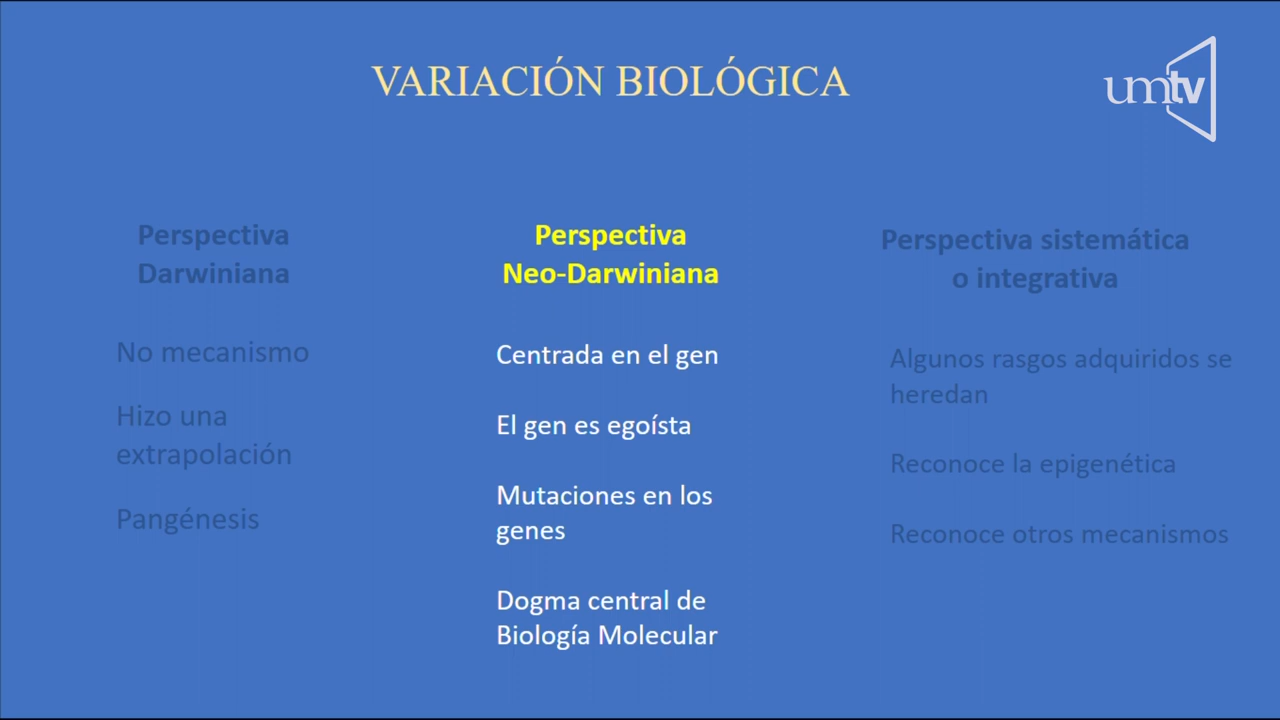 VARIACIÓN BIOLÓGICA
umtv
Perspectiva
Darwiniana
No mecanismo
Hizo una
extrapolación
Pangénesis
Perspectiva
Neo-Darwiniana
Centrada en el gen
El gen es egoísta
Mutaciones en los
genes
Dogma central de
Biología Molecular
Perspectiva sistemática
o integrativa
Algunos rasgos adquiridos se
heredan
Reconoce la epigenética
Reconoce otros mecanismos